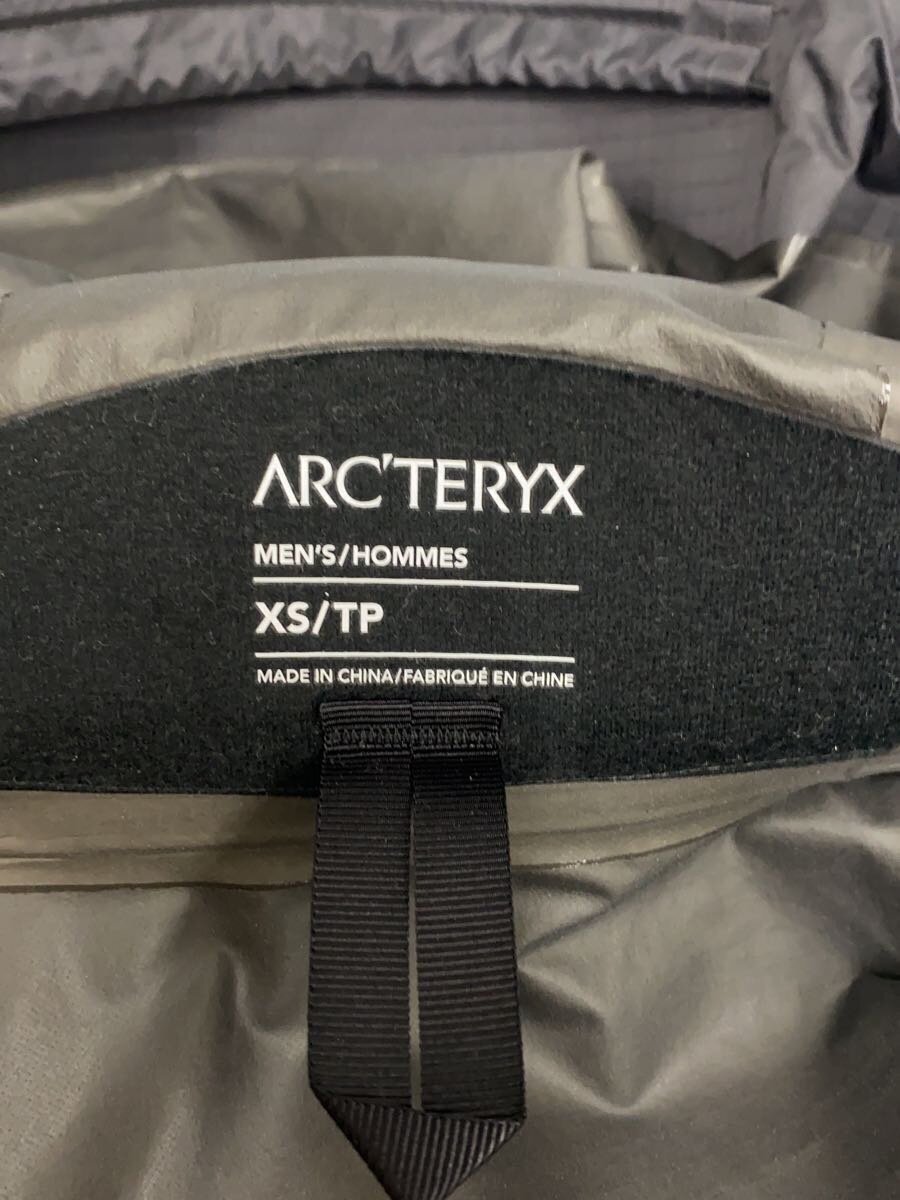 ARC'TERYX
MEN'S/HOMMES
XS/TP
MADE IN CHINA/FABRIQUÉ EN CHINE